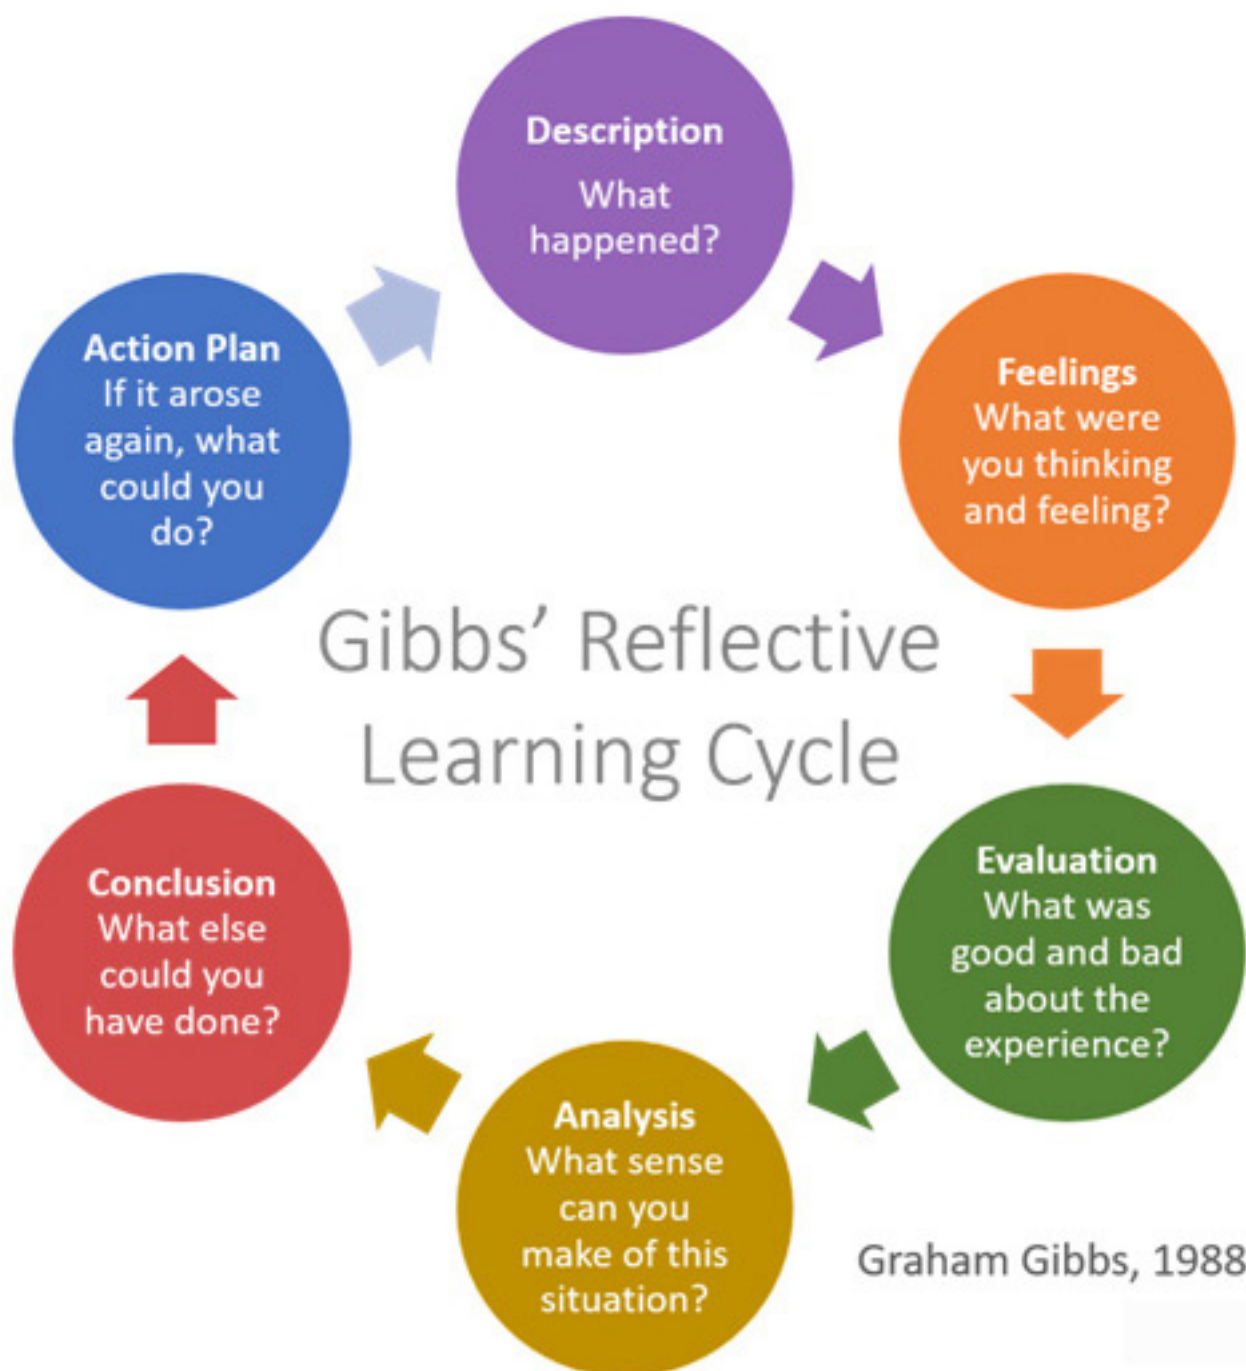 Description
What
happened?
Feelings
What were
you thinking
and feeling?
Evaluation
What was
good and bad
about the
experience?
Analysis
What sense
can you
make of this
situation?
Conclusion
What else
could you
have done?
Action Plan
If it arose
again, what
could you
do?
Gibbs’ Reflective
Learning Cycle
Graham Gibbs, 1988